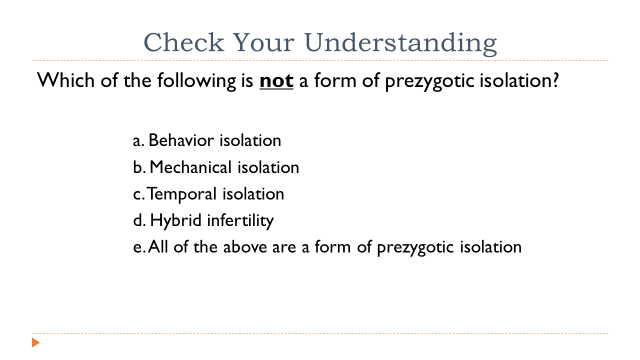 Check Your Understanding
Which of the following is not a form of prezygotic isolation?
a. Behavior isolation
b. Mechanical isolation
c. Temporal isolation
d. Hybrid infertility
e. All of the above are a form of prezygotic isolation